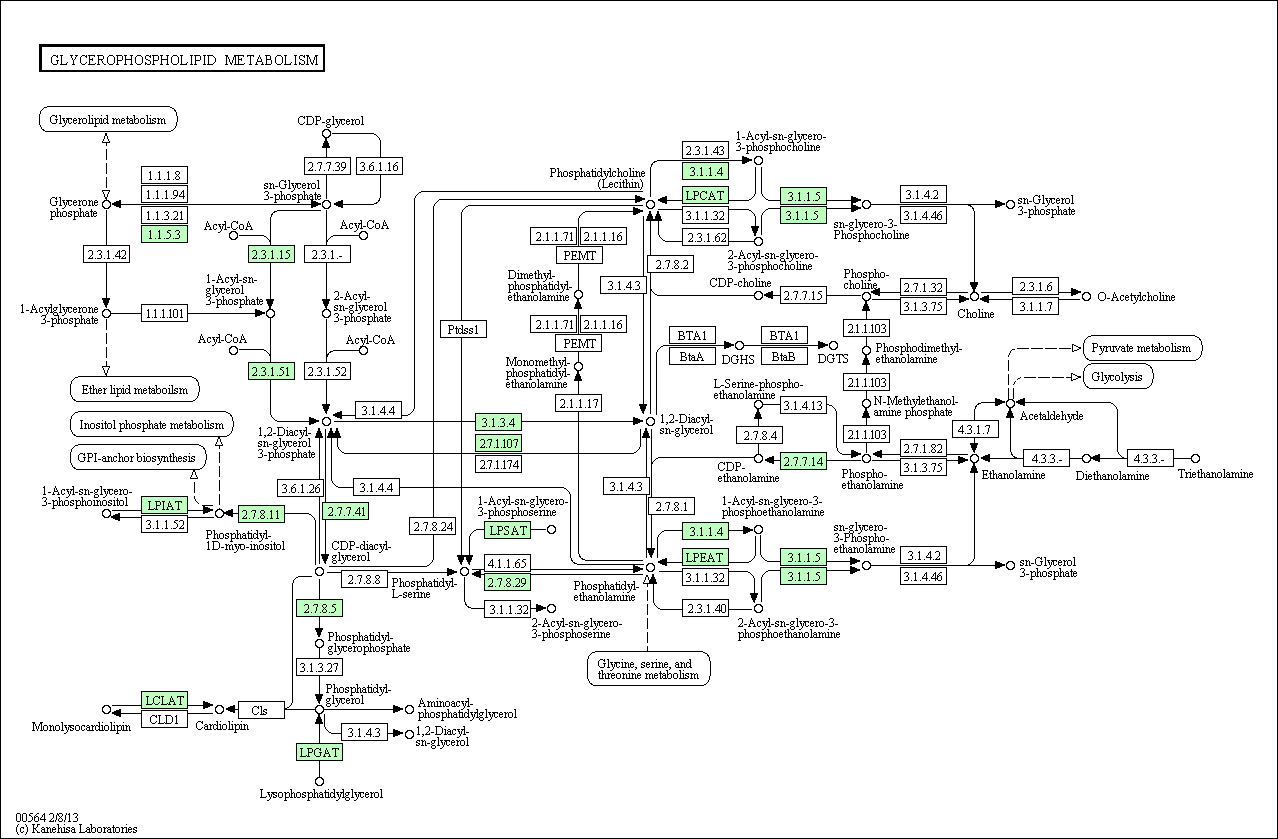 GLYCEROPHOSPHOLIPID METABOLISM
Glycerolipid metabolism
CDP-glycerol
2.7.7.39
3.6.1.16
1.1.1.8
1.1.1.94
1.1.3.21
1.1.5.3
Glycerone
phosphate
sn-Glycerol
3-phosphate
Acyl-CoA
Acyl-CoA
2.3.1.42
2.3.1.15
2.3.1.-
1-Acyl-sn-
glycerol
3-phosphate
2-Acyl-
sn-glycerol
3-phosphate
1-Acylglycerone
3-phosphate
1.1.1.101
Acyl-CoA
Acyl-CoA
2.3.1.51
2.3.1.52
Ether lipid metaboilsm
Inositol phosphate metabolism
GPI-anchor biosynthesis
1,2-Diacyl-
sn-glycerol
3-phosphate
3.1.4.4
3.1.3.4
2.7.1.107
2.7.1.174
Ptdss1
1-Acyl-sn-glycero-
3-phosphoinositol
LPIAT
3.1.1.52
2.7.8.11
Phosphatidyl-
1D-myo-inositol
3.6.1.26
2.7.7.41
3.1.4.4
2.7.8.24
1-Acyl-sn-glycero-
3-phosphoserine
LPSAT
CDP-diacyl-
glycerol
2.7.8.8
Phosphatidyl-
L-serine
4.1.1.65
2.7.8.29
3.1.1.32
2-Acyl-sn-glycero-
3-phosphoserine
2.7.8.5
Phosphatidyl-
glycerophosphate
3.1.3.27
Phosphatidyl-
glycerol
LCLAT
CLD1
Monolysocardiolipin
Cardiolipin
Cls
Aminoacyl-
phosphatidylglycerol
3.1.4.3
1,2-Diacyl-
sn-glycerol
LPGAT
Lysophosphatidylglycerol
Phosphatidylcholine
(Lecithin)
2.3.1.43
3.1.1.4
LPCAT
3.1.1.32
2.3.1.62
1-Acyl-sn-glycero-
3-phosphocholine
3.1.1.5
3.1.1.5
2-Acyl-sn-glycero-
3-phosphocholine
sn-glycero-3-
Phosphocholine
3.1.4.2
3.1.4.46
sn-Glycerol
3-phosphate
2.1.1.71
2.1.1.16
PEMT
Dimethyl-
phosphatidyl-
ethanolamine
2.1.1.71
2.1.1.16
PEMT
Monomethyl-
phosphatidyl-
ethanolamine
2.1.1.17
3.1.4.3
2.7.8.2
CDP-choline
2.7.7.15
Phospho-
choline
2.7.1.32
3.1.3.75
Choline
2.3.1.6
3.1.1.7
O-Acetylcholine
BTA1
BtaA
DGHS
BTA1
BtaB
DGTS
2.1.1.103
Phosphodimethyl-
ethanolamine
2.1.1.103
N-Methylethanol-
amine phosphate
2.1.1.103
Pyruvate metabolism
Glycolysis
Acetaldehyde
L-Serine-phospho-
ethanolamine
3.1.4.13
2.7.8.4
1,2-Diacyl-
sn-glycerol
CDP-
ethanolamine
2.7.7.14
Phospho-
ethanolamine
2.7.1.82
3.1.3.75
4.3.1.7
Ethanolamine
4.3.3.-
Diethanolamine
4.3.3.-
Triethanolamine
3.1.4.3
2.7.8.1
1-Acyl-sn-glycero-3-
phosphoethanolamine
3.1.1.4
LPEAT
3.1.1.32
2.3.1.40
3.1.1.5
3.1.1.5
sn-glycero-
3-Phospho-
ethanolamine
3.1.4.2
3.1.4.46
sn-Glycerol
3-phosphate
Phosphatidyl-
ethanolamine
2-Acyl-sn-glycero-3-
phosphoethanolamine
Glycine, serine, and
threonine metabolism
00564 2/8/13
(c) Kanehisa Laboratories